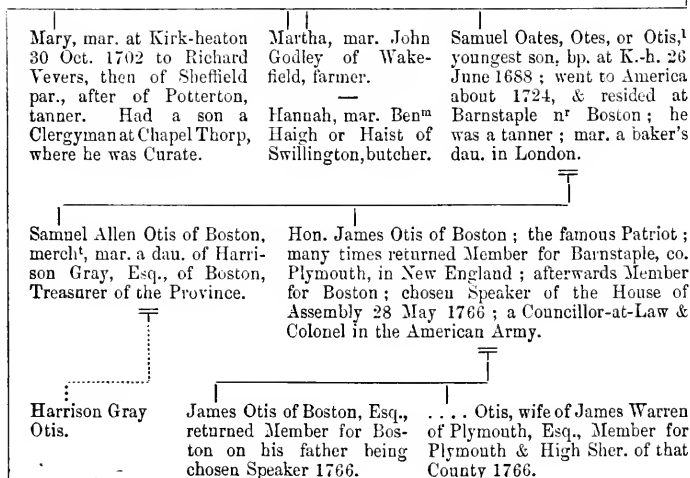 Mary, mar. at Kirk-heaton
30 Oct. 1702 to Richard
Vevers, then of Sheffield
par., after of Potterton,
tanner. Had a son a
Clergyman at Chapel Thorp,
where he was Curate.
Martha, mar. John
Godley of Wake-
field, farmer.
—
Hannah, mar. Benᵐ
Haigh or Haist of
Swillington, butcher.
Samuel Oates, Otes, or Otis,¹
youngest son, bp. at K.-h. 26
June 1688 ; went to America
about 1724, & resided at
Barnstaple nʳ Boston ; he
was a tanner ; mar. a baker's
dau. in London.
Samuel Allen Otis of Boston,
merchᵗ, mar. a dau. of Harri-
son Gray, Esq., of Boston,
Treasurer of the Province.
Hon. James Otis of Boston ; the famous Patriot ;
many times returned Member for Barnstaple, co.
Plymouth, in New England ; afterwards Member
for Boston ; chosen Speaker of the House of
Assembly 28 May 1766 ; a Councillor-at-Law &
Colonel in the American Army.
Harrison Gray
Otis.
James Otis of Boston, Esq.,
returned Member for Bos-
ton on his father being
chosen Speaker 1766.
. . . . Otis, wife of James Warren
of Plymouth, Esq., Member for
Plymouth & High Sher. of that
County 1766.